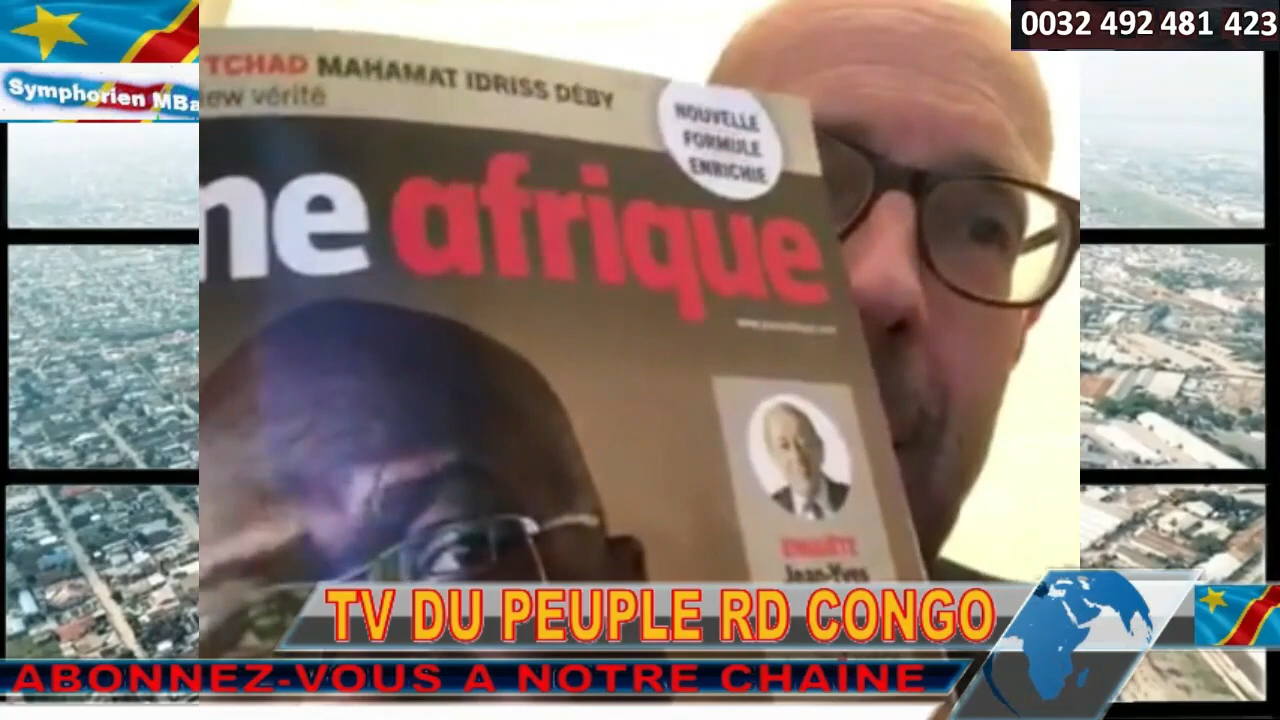 0032 492 481 423
Symphorien MBa
TCHAD MAHAMAT IDRISS DÉBY
ew vérité
NOUVELLE
FORMULE
ENRICHIE
ne afrique
ENQUÊTE
Jean-Yves
TV DU PEUPLE RD CONGO
ABONNEZ-VOUS A NOTRE CHAINE